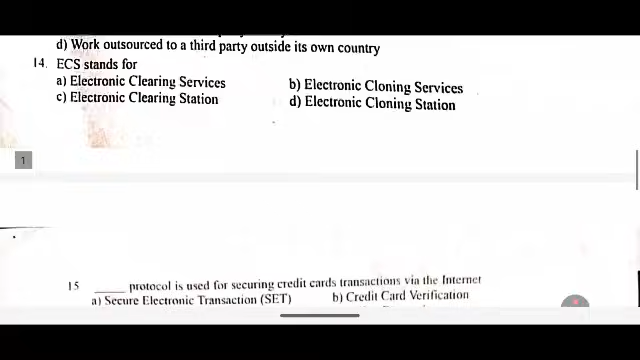 d) Work outsourced to a third party outside its own country
14. ECS stands for
a) Electronic Clearing Services b) Electronic Cloning Services
c) Electronic Clearing Station d) Electronic Cloning Station
1
15 _____ protocol is used for securing credit cards transactions via the Internet
a) Secure Electronic Transaction (SET) b) Credit Card Verification